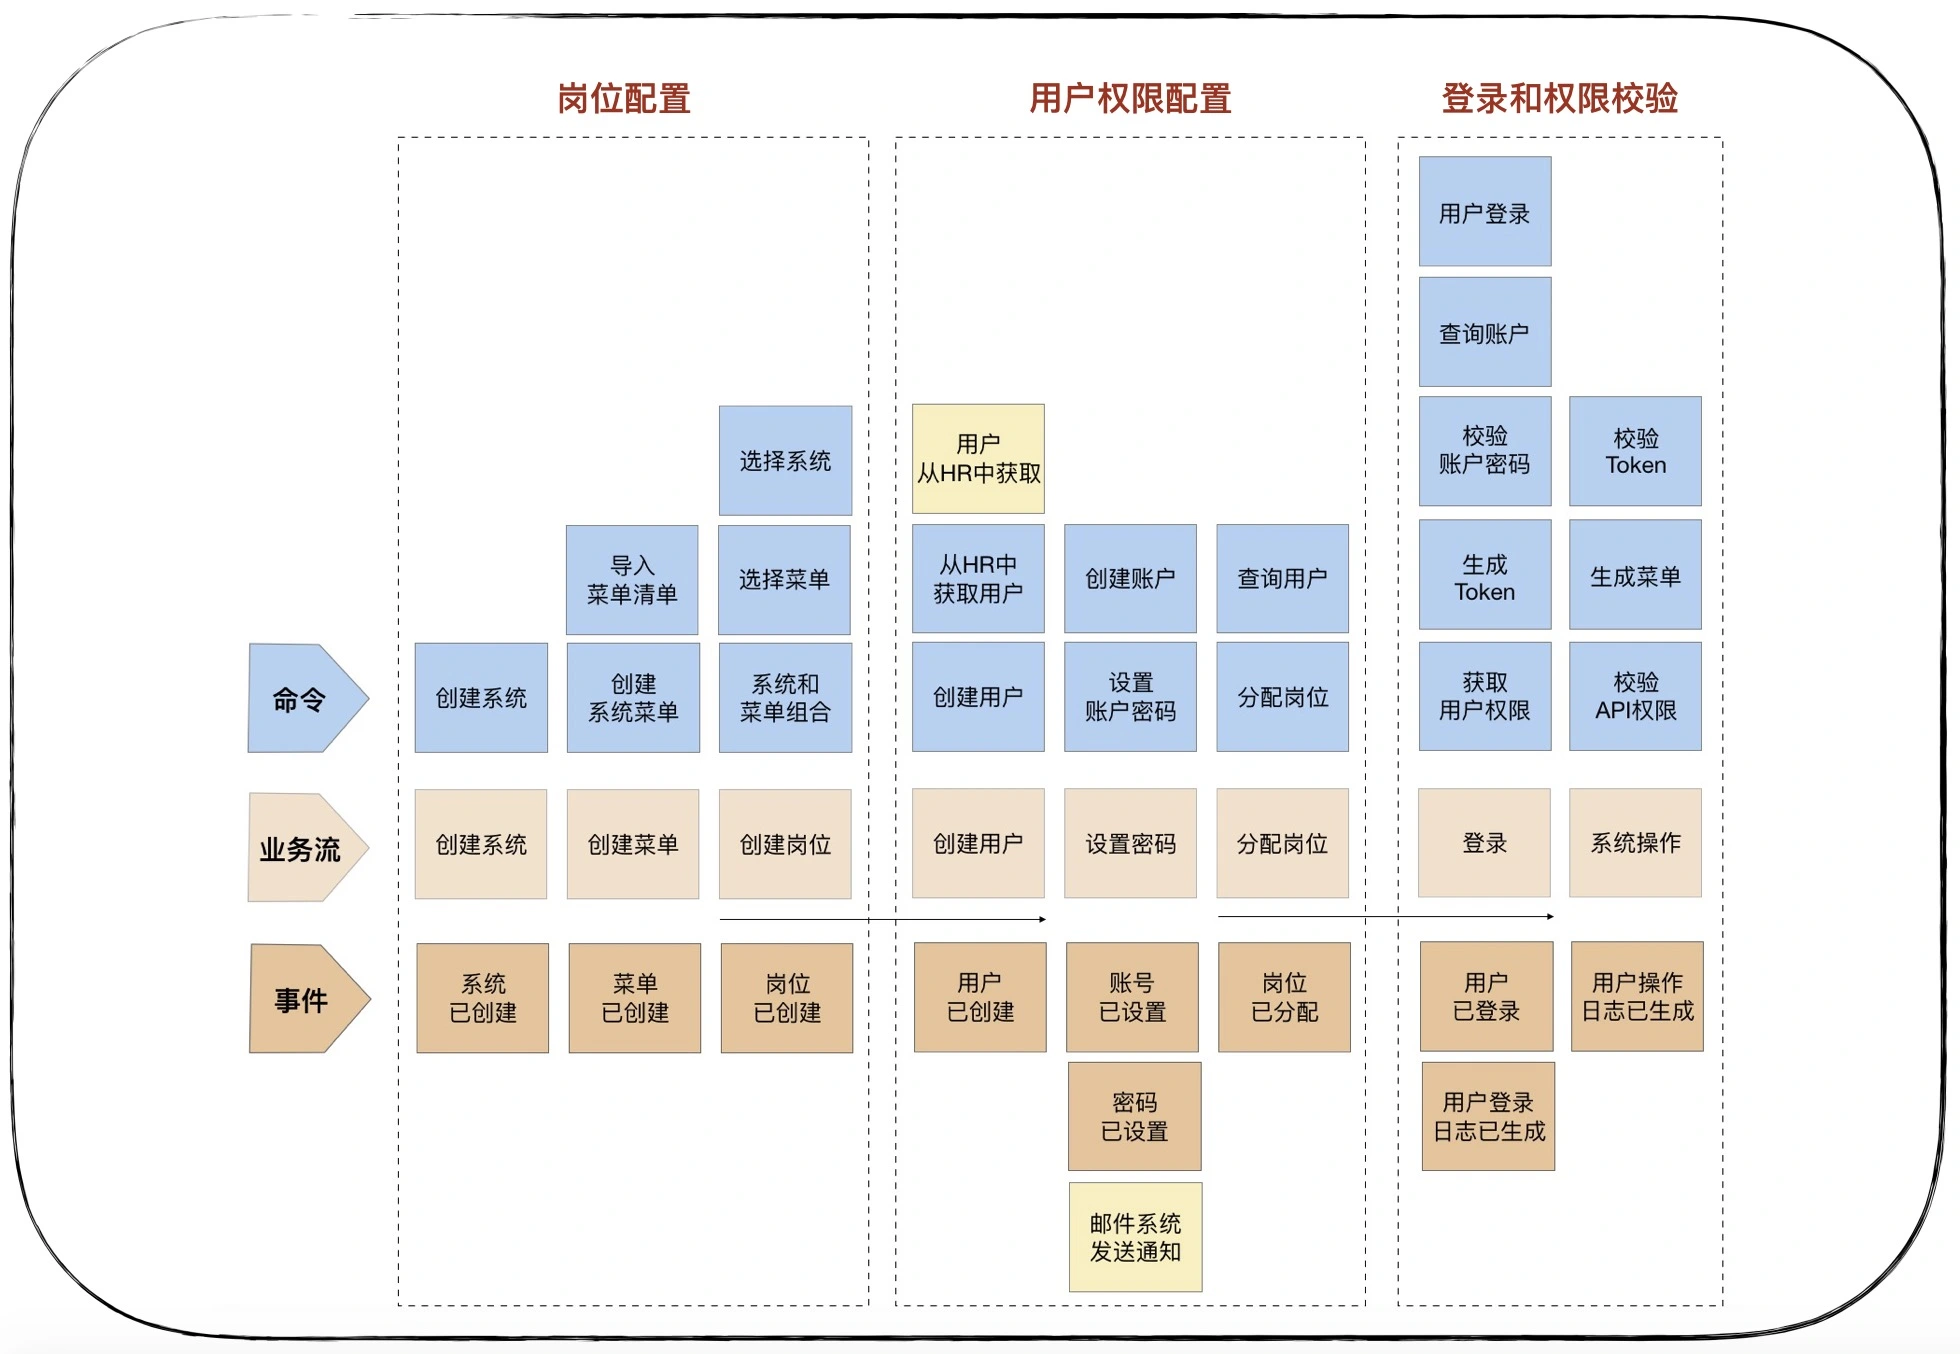 岗位配置
用户权限配置
登录和权限校验
用户登录
查询账户
选择系统
用户
从HR中获取
校验
账户密码
校验
Token
导入
菜单清单
选择菜单
从HR中
获取用户
创建账户
查询用户
生成
Token
生成菜单
命令
创建系统
创建
系统菜单
系统和
菜单组合
创建用户
设置
账户密码
分配岗位
获取
用户权限
校验
API权限
业务流
创建系统
创建菜单
创建岗位
创建用户
设置密码
分配岗位
登录
系统操作
事件
系统
已创建
菜单
已创建
岗位
已创建
用户
已创建
账号
已设置
岗位
已分配
用户
已登录
用户操作
日志已生成
密码
已设置
用户登录
日志已生成
邮件系统
发送通知